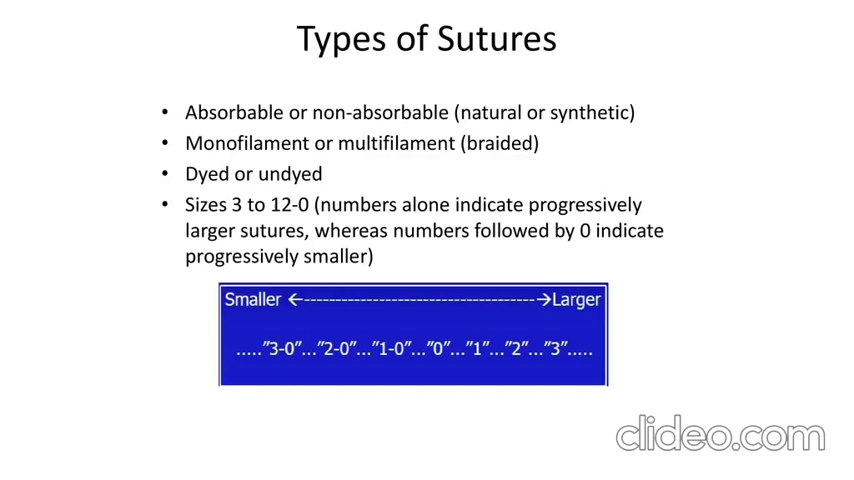 Types of Sutures
• Absorbable or non-absorbable (natural or synthetic)
• Monofilament or multifilament (braided)
• Dyed or undyed
• Sizes 3 to 12-0 (numbers alone indicate progressively
larger sutures, whereas numbers followed by 0 indicate
progressively smaller)
Smaller ←-------------------------------------→Larger
.....”3-0”...”2-0”...”1-0”...”0”...”1”...”2”...”3”.....
clideo.com